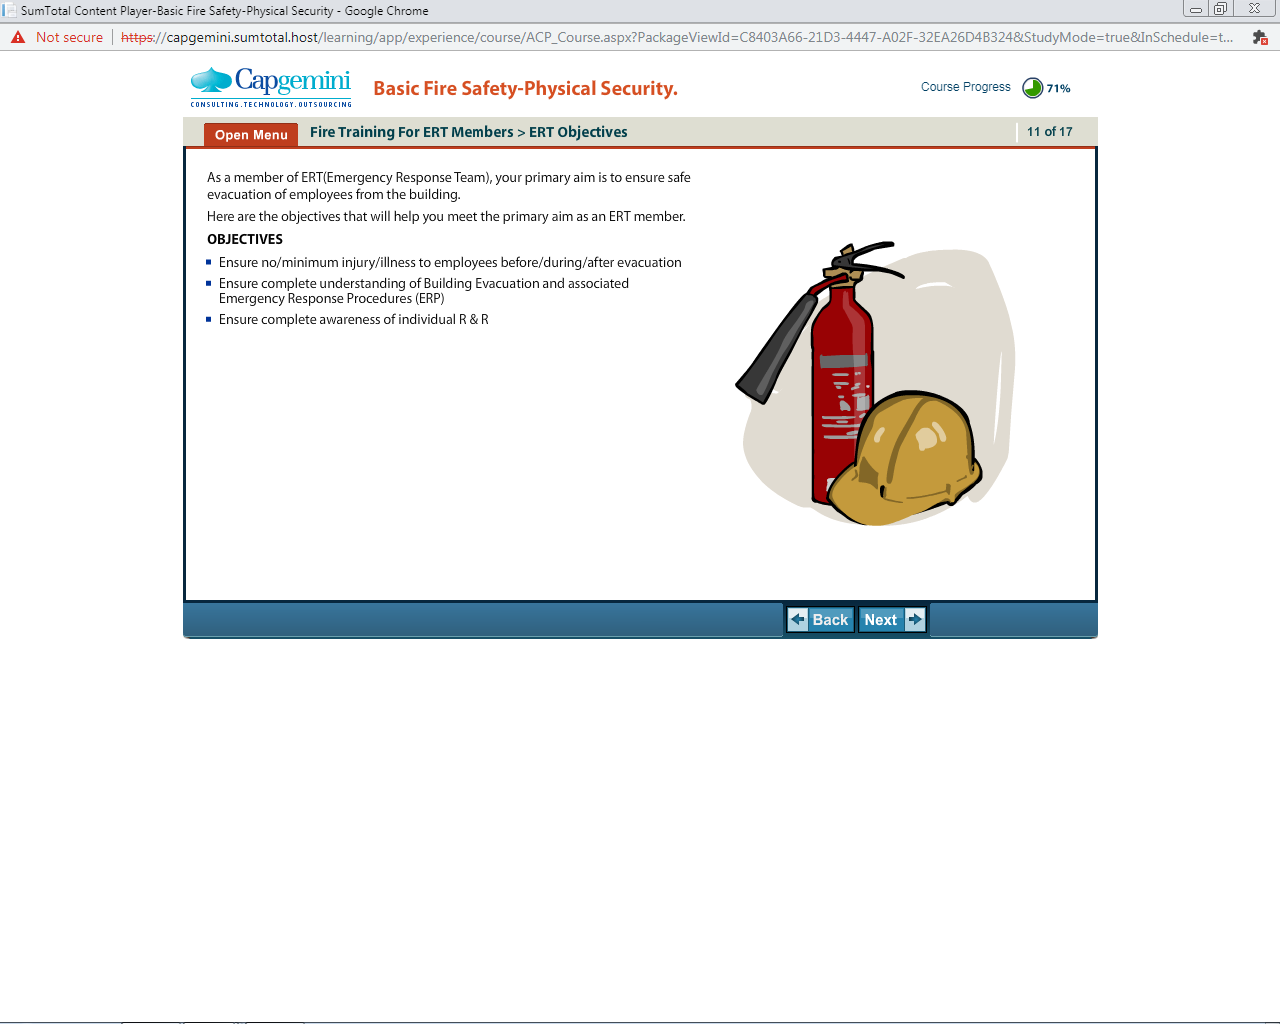 SumTotal Content Player-Basic Fire Safety-Physical Security - Google Chrome
Not secure https://capgemini.sumtotal.host/learning/app/experience/course/ACP_Course.aspx?PackageViewId=C8403A66-21D3-4447-A02F-32EA26D4B324&StudyMode=true&InSchedule=t...
Capgemini
CONSULTING.TECHNOLOGY.OUTSOURCING
Basic Fire Safety-Physical Security.
Course Progress 71%
Open Menu
Fire Training For ERT Members > ERT Objectives
11 of 17
As a member of ERT(Emergency Response Team), your primary aim is to ensure safe
evacuation of employees from the building.
Here are the objectives that will help you meet the primary aim as an ERT member.
OBJECTIVES
Ensure no/minimum injury/illness to employees before/during/after evacuation
Ensure complete understanding of Building Evacuation and associated
Emergency Response Procedures (ERP)
Ensure complete awareness of individual R & R
Back
Next